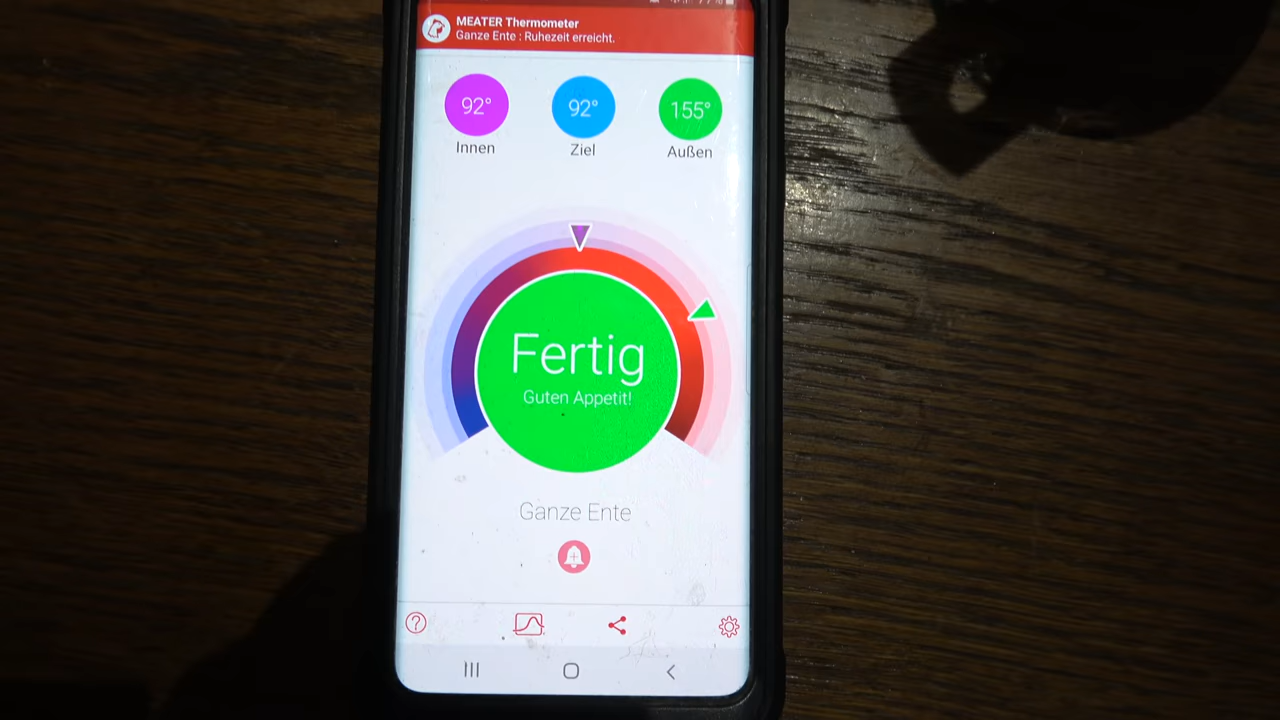 MEATER Thermometer
Ganze Ente : Ruhezeit erreicht.
92° 92° 155°
Innen Ziel Außen
Fertig
Guten Appetit!
Ganze Ente